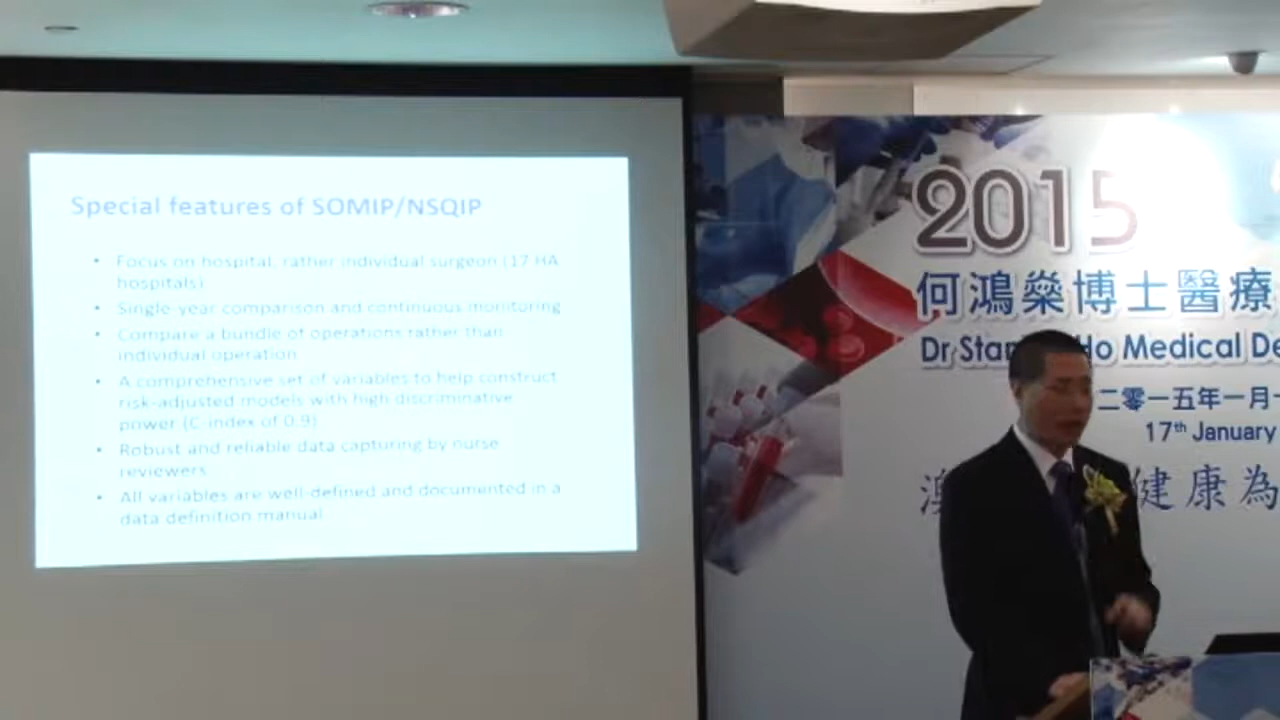 Special features of SOMIP/NSQIP
• Focus on hospital, rather individual surgeon (17 HA
hospitals)
• Single-year comparison and continuous monitoring
• Compare a bundle of operations rather than
individual operation
• A comprehensive set of variables to help construct
risk-adjusted models with high discriminative
power (C-index of 0.9)
• Robust and reliable data capturing by nurse
reviewers
• All variables are well-defined and documented in a
data definition manual
2015
何鴻燊博士醫療
Dr Ho Medical
二零一五年一月
17th January
健康為